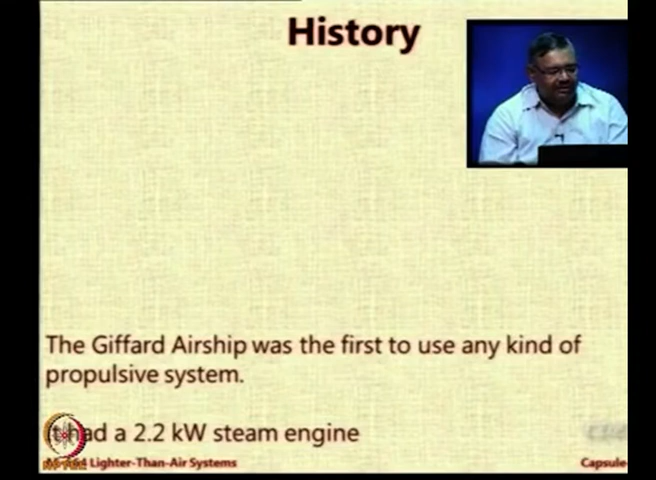 History
The Giffard Airship was the first to use any kind of
propulsive system.
had a 2.2 kW steam engine
Lighter-Than-Air Systems
Capsule-